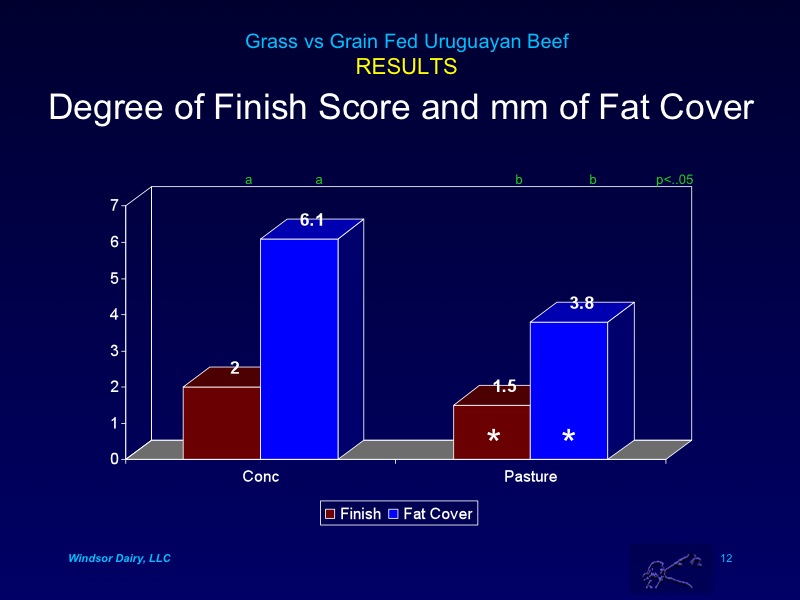 Grass vs Grain Fed Uruguayan Beef
RESULTS
Degree of Finish Score and mm of Fat Cover
a a b b p<..05
7
6
5
4
3
2
1
0
6.1
3.8
2
1.5
* *
Conc Pasture
Finish Fat Cover
Windsor Dairy, LLC 12